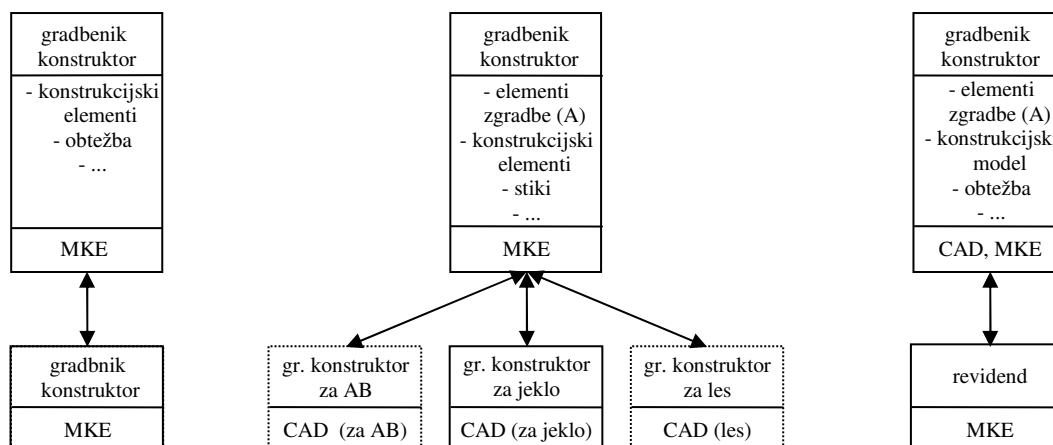 gradbenik
konstruktor
- konstrukcijski
elementi
- obtežba
- ...
MKE
gradbnik
konstruktor
MKE
gradbenik
konstruktor
- elementi
zgradbe (A)
- konstrukcijski
elementi
- stiki
- ...
MKE
gr. konstruktor
za AB
CAD (za AB)
gr. konstruktor
za jeklo
CAD (za jeklo)
gr. konstruktor
za les
CAD (les)
gradbenik
konstruktor
- elementi
zgradbe (A)
- konstrukcijski
model
- obtežba
- ...
CAD, MKE
revidend
MKE